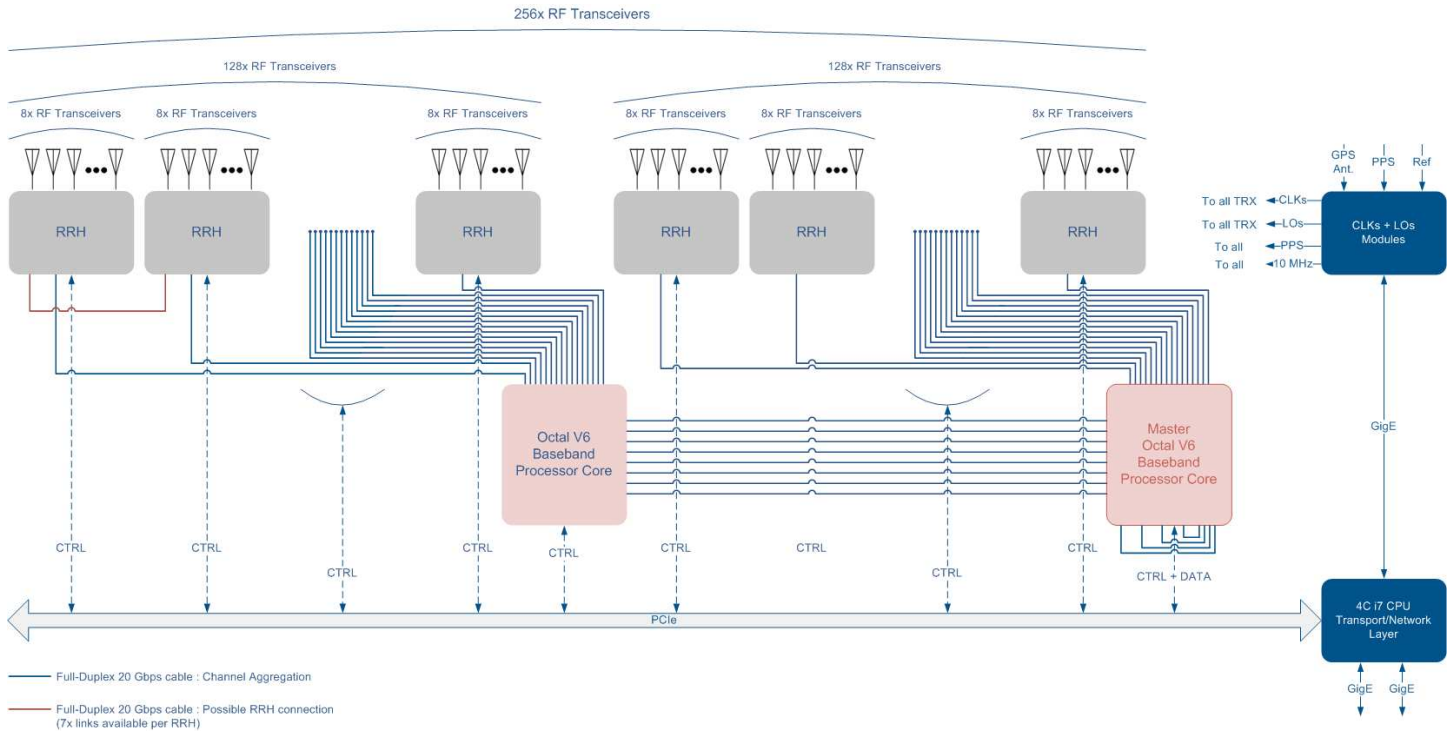 256x RF Transceivers
128x RF Transceivers
128x RF Transceivers
8x RF Transceivers
8x RF Transceivers
8x RF Transceivers
8x RF Transceivers
8x RF Transceivers
8x RF Transceivers
RRH
RRH
RRH
RRH
RRH
RRH
GPS
Ant.
PPS
Ref
To all TRX
CLKs
To all TRX
LOs
To all
PPS
To all
10 MHz
CLKs + LOs
Modules
Octal V6
Baseband
Processor Core
Master
Octal V6
Baseband
Processor Core
GigE
CTRL
CTRL
CTRL
CTRL
CTRL
CTRL
CTRL
CTRL
CTRL
CTRL + DATA
PCIe
4C i7 CPU
Transport/Network
Layer
GigE
GigE
Full-Duplex 20 Gbps cable : Channel Aggregation
Full-Duplex 20 Gbps cable : Possible RRH connection
(7x links available per RRH)